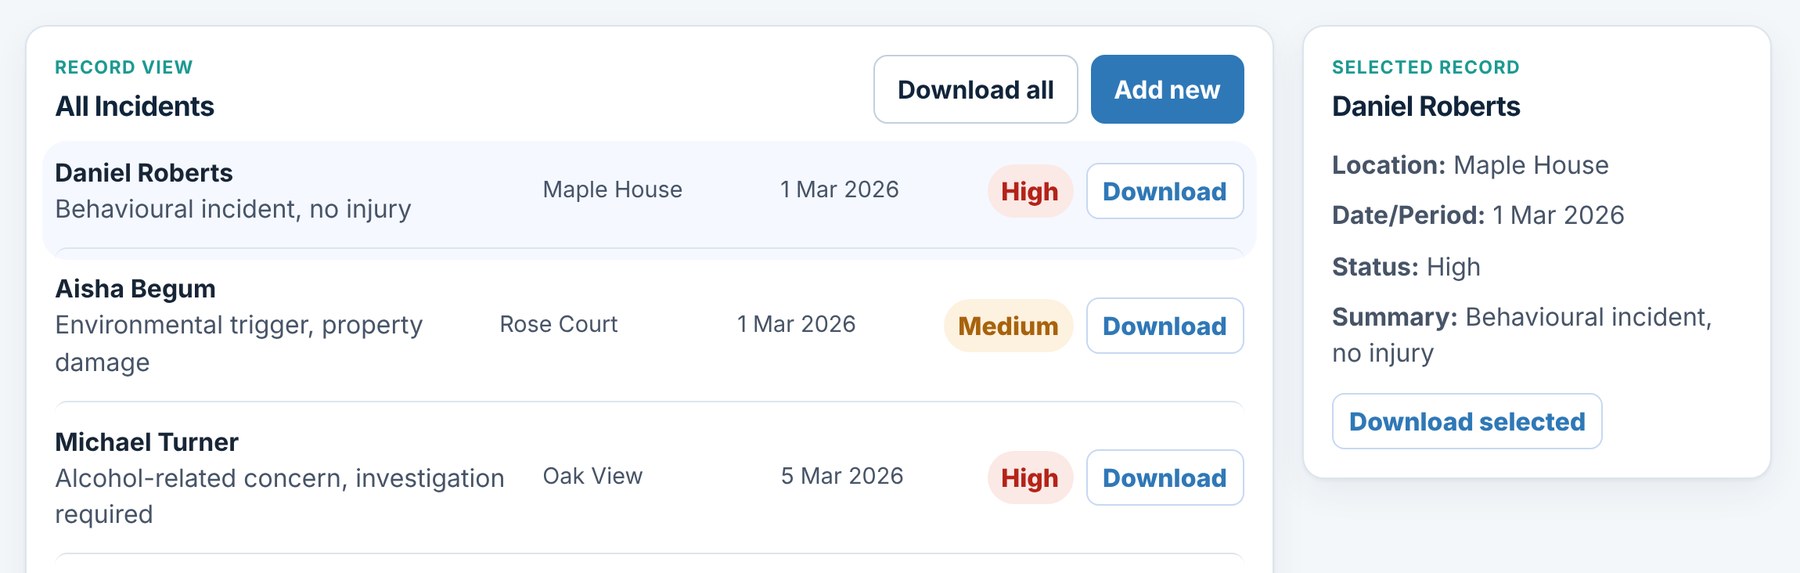 RECORD VIEW
All Incidents
Download all
Add new
Daniel Roberts
Behavioural incident, no injury
Maple House
1 Mar 2026
High
Download
Aisha Begum
Environmental trigger, property
damage
Rose Court
1 Mar 2026
Medium
Download
Michael Turner
Alcohol-related concern, investigation
required
Oak View
5 Mar 2026
High
Download
SELECTED RECORD
Daniel Roberts
Location: Maple House
Date/Period: 1 Mar 2026
Status: High
Summary: Behavioural incident,
no injury
Download selected